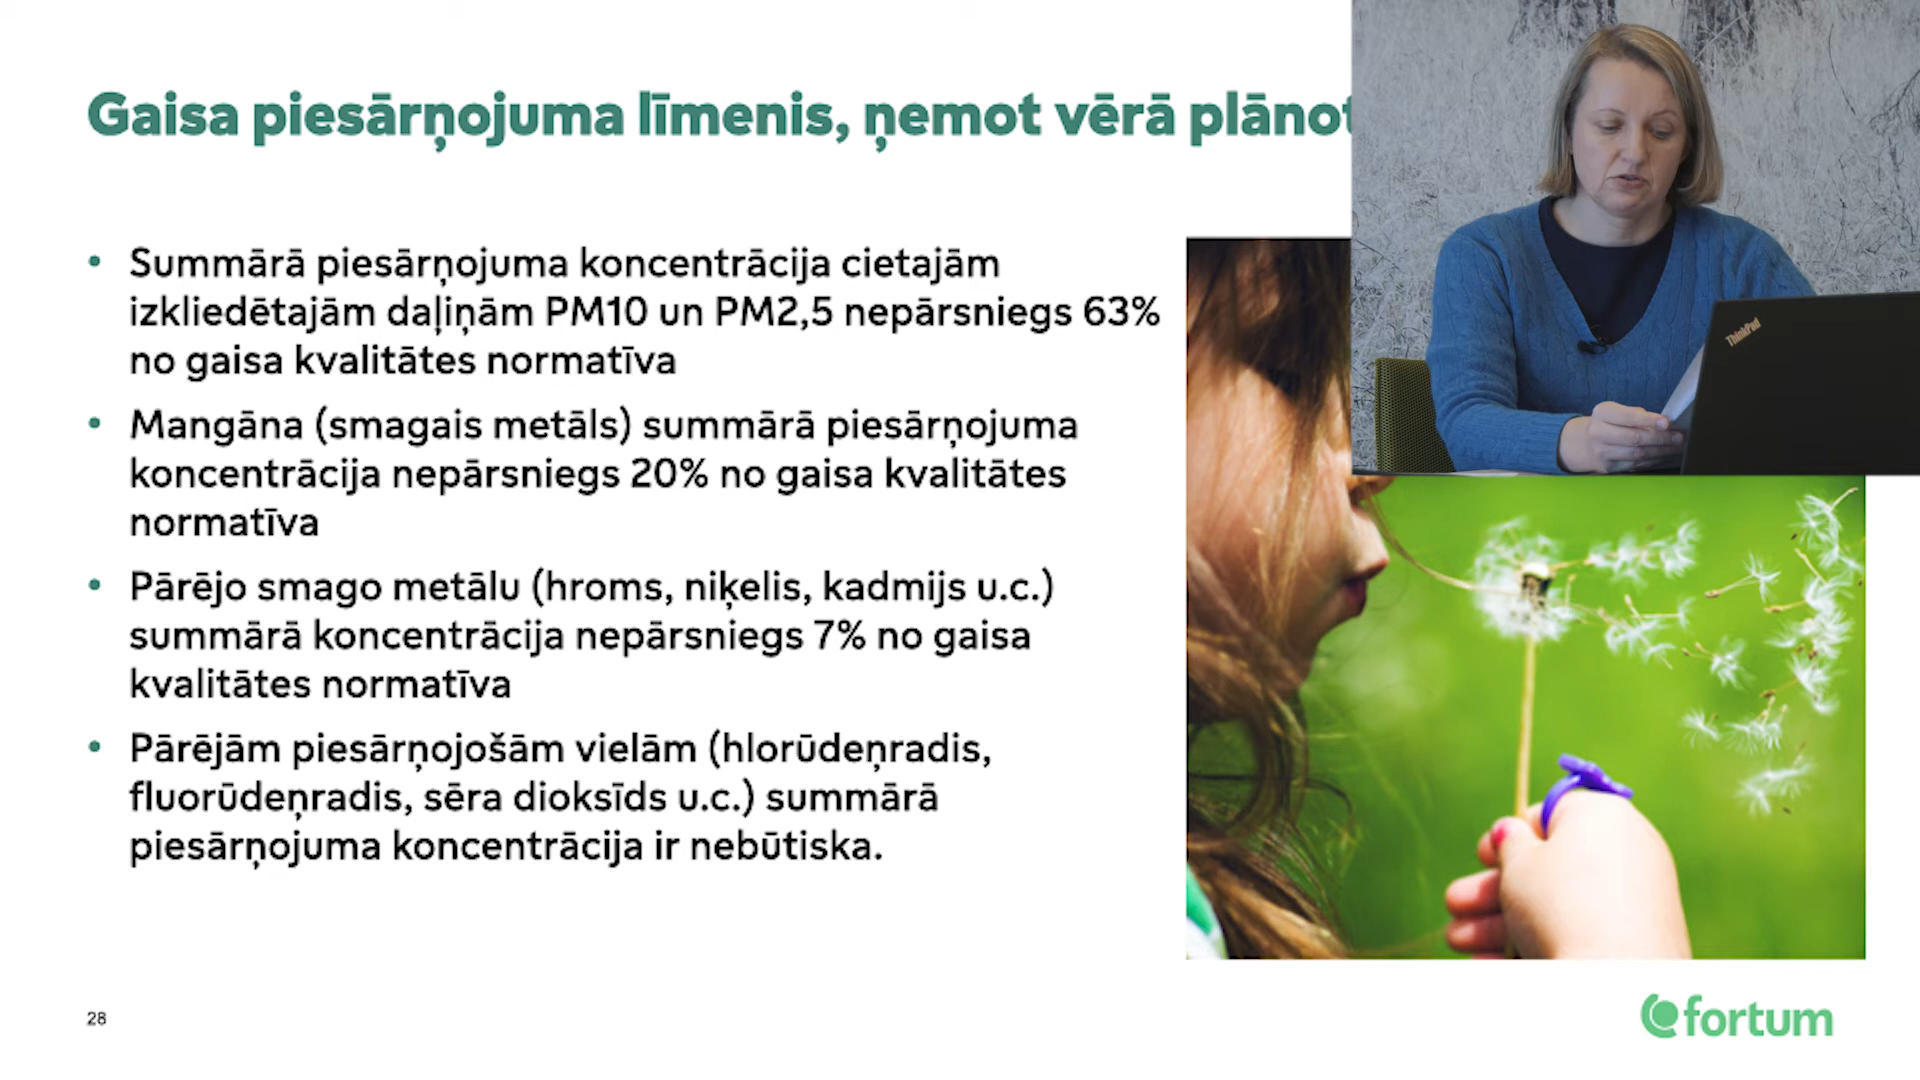 Gaisa piesārņojuma līmenis, ņemot vērā
Summārā piesārņojuma koncentrācija cietajām
izkliedētajām daļiņām PM10 un PM2,5 nepārsniegs 63%
no gaisa kvalitātes normatīva
Mangāna (smagais metāls) summārā piesārņojuma
koncentrācija nepārsniegs 20% no gaisa kvalitātes
normatīva
Pārējo smago metālu (hroms, niķelis, kadmijs u.c.)
summārā koncentrācija nepārsniegs 7% no gaisa
kvalitātes normatīva
Pārējām piesārņojošām vielām (hlorūdeņradis,
fluorūdeņradis, sēra dioksīds u.c.) summārā
piesārņojuma koncentrācija ir nebūtiska.
ThinkPad
28
fortum